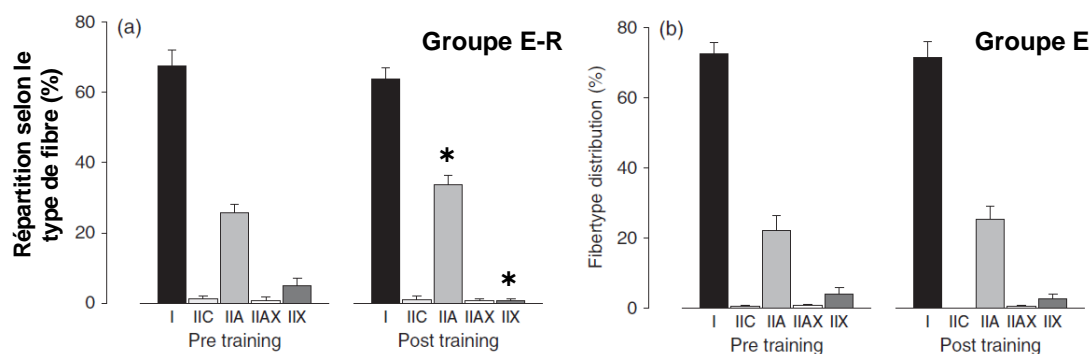 (a)
Groupe E-R
Répartition selon le
type de fibre (%)
80
60
40
20
0
*
*
I IIC IIA IIAX IIX
I IIC IIA IIAX IIX
Pre training
Post training
(b)
Groupe E
Fibertype distribution (%)
80
60
40
20
0
I IIC IIA IIAX IIX
I IIC IIA IIAX IIX
Pre training
Post training